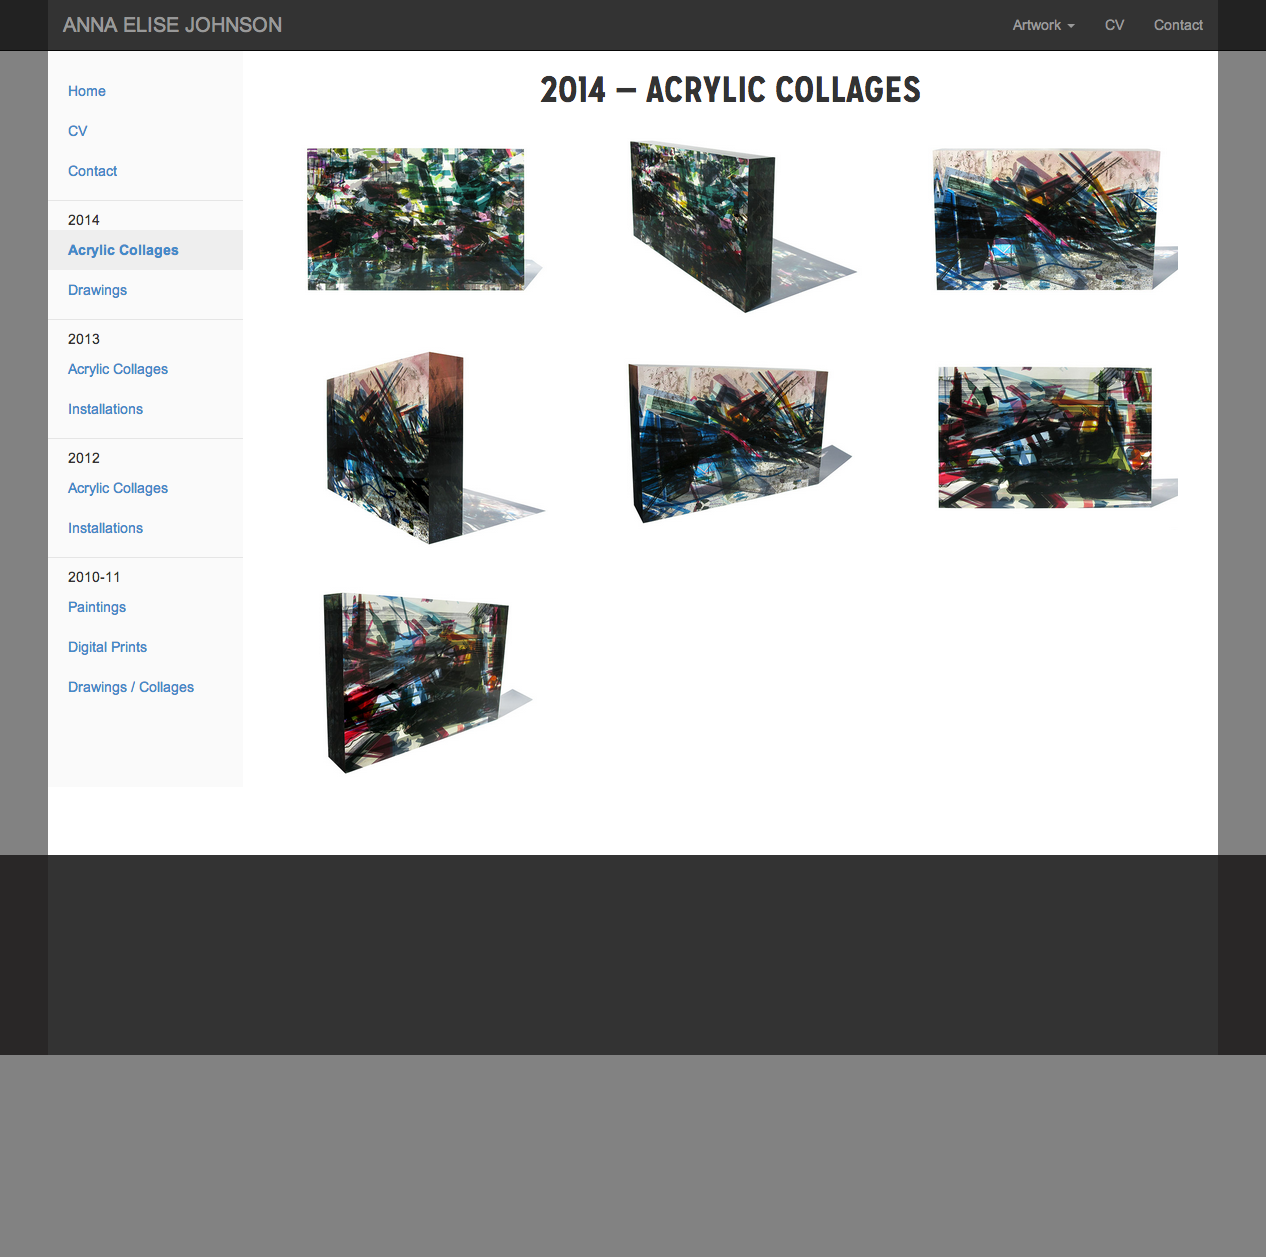 ANNA ELISE JOHNSON
Artwork
CV
Contact
Home
CV
Contact
2014
Acrylic Collages
Drawings
2013
Acrylic Collages
Installations
2012
Acrylic Collages
Installations
2010-11
Paintings
Digital Prints
Drawings / Collages
2014 — ACRYLIC COLLAGES